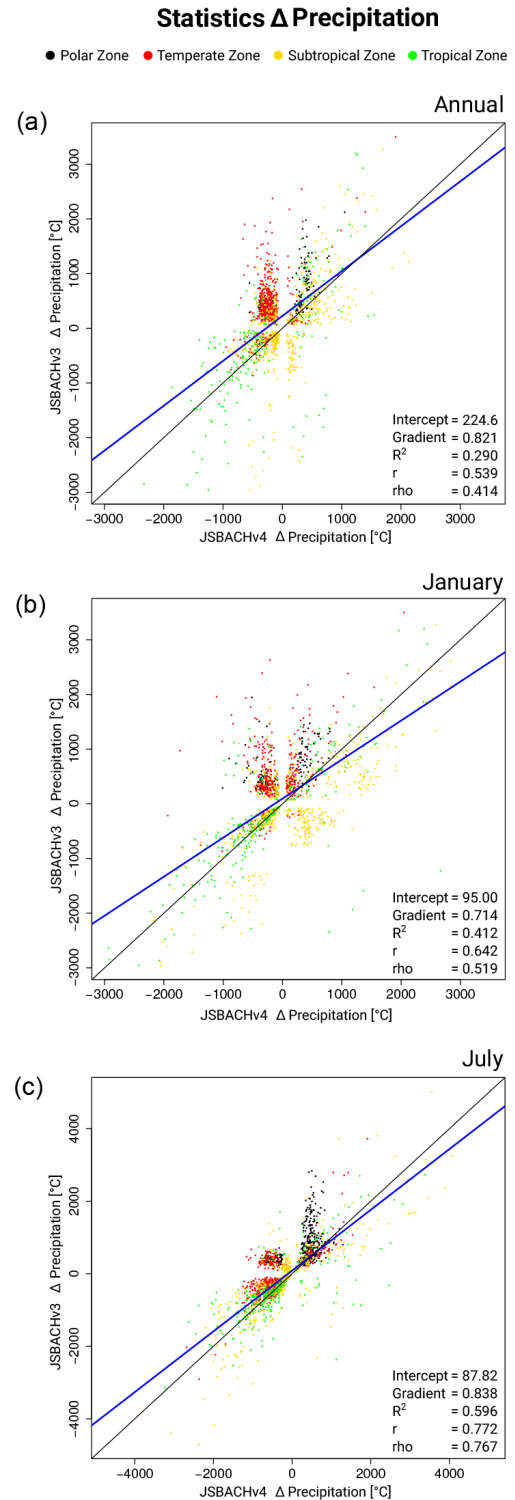 Statistics Δ Precipitation
Polar Zone Temperate Zone Subtropical Zone Tropical Zone
Annual
(a)
JSBACHv3 Δ Precipitation [°C]
3000
2000
1000
0
−1000
−2000
−3000
Intercept = 224.6
Gradient = 0.821
R² = 0.290
r = 0.539
rho = 0.414
−3000 −2000 −1000 0 1000 2000 3000
JSBACHv4 Δ Precipitation [°C]
January
(b)
JSBACHv3 Δ Precipitation [°C]
3000
2000
1000
0
−1000
−2000
−3000
Intercept = 95.00
Gradient = 0.714
R² = 0.412
r = 0.642
rho = 0.519
−3000 −2000 −1000 0 1000 2000 3000
JSBACHv4 Δ Precipitation [°C]
July
(c)
JSBACHv3 Δ Precipitation [°C]
4000
2000
0
−2000
−4000
Intercept = 87.82
Gradient = 0.838
R² = 0.596
r = 0.772
rho = 0.767
−4000 −2000 0 2000 4000
JSBACHv4 Δ Precipitation [°C]